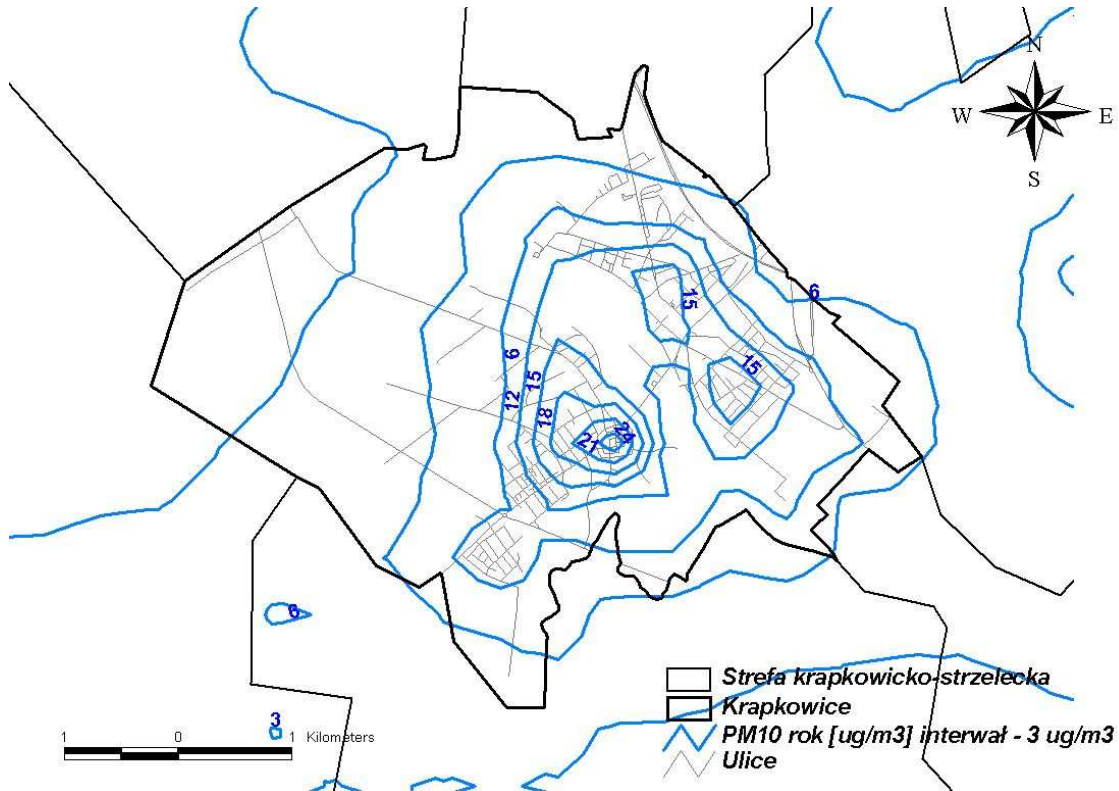 N
W
E
S
6
15
15
9
15
12
18
24
21
6
3
1 0 1 Kilometers
Strefa krapkowicko-strzelecka
Krapkowice
PM10 rok [ug/m3] interwał - 3 ug/m3
Ulice